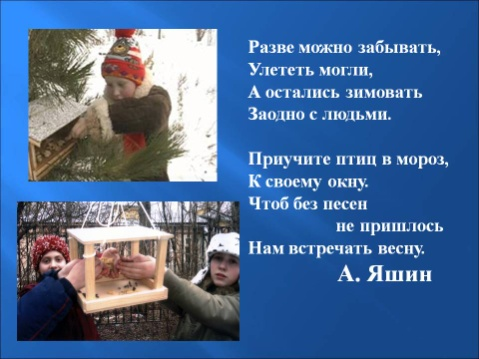 Разве можно забывать,
Улететь могли,
А остались зимовать
Заодно с людьми.
Приучите птиц в мороз,
К своему окну.
Чтоб без песен
не пришлось
Нам встречать весну.
А. Яшин